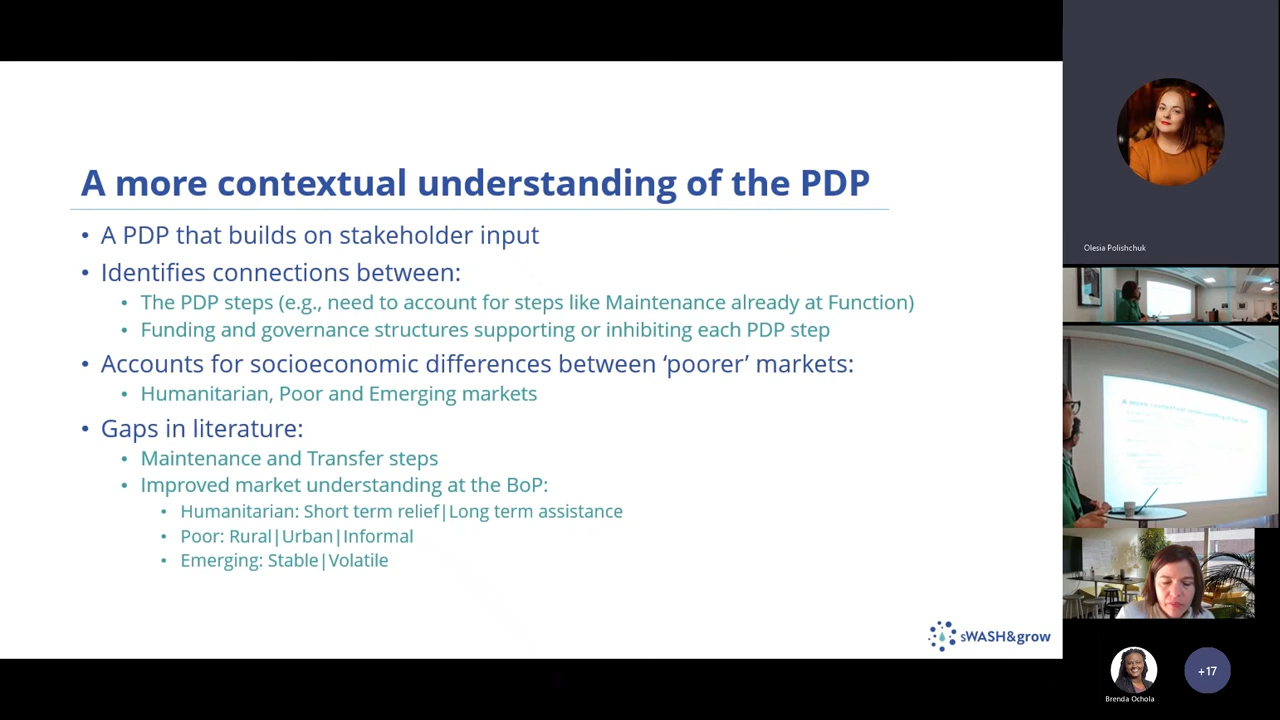 A more contextual understanding of the PDP
• A PDP that builds on stakeholder input
• Identifies connections between:
• The PDP steps (e.g., need to account for steps like Maintenance already at Function)
• Funding and governance structures supporting or inhibiting each PDP step
• Accounts for socioeconomic differences between ‘poorer’ markets:
• Humanitarian, Poor and Emerging markets
• Gaps in literature:
• Maintenance and Transfer steps
• Improved market understanding at the BoP:
• Humanitarian: Short term relief|Long term assistance
• Poor: Rural|Urban|Informal
• Emerging: Stable|Volatile
sWASH&grow
Olesia Polishchuk
Brenda Ochola
+17